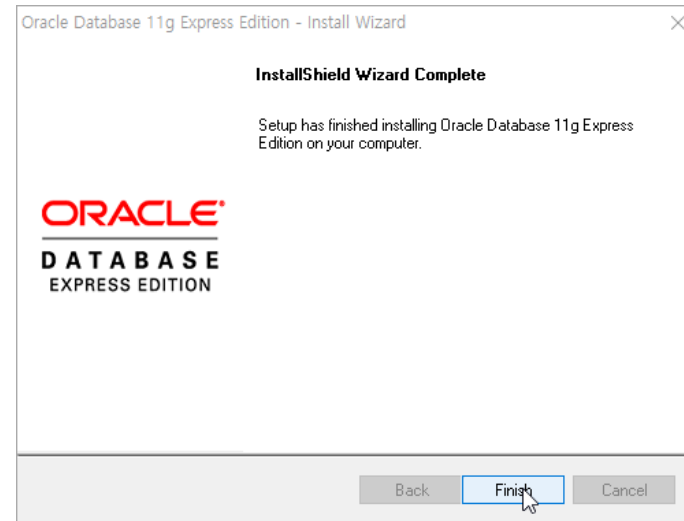 Oracle Database 11g Express Edition - Install Wizard
InstallShield Wizard Complete
Setup has finished installing Oracle Database 11g Express
Edition on your computer.
ORACLE
DATABASE
EXPRESS EDITION
Back
Finish
Cancel